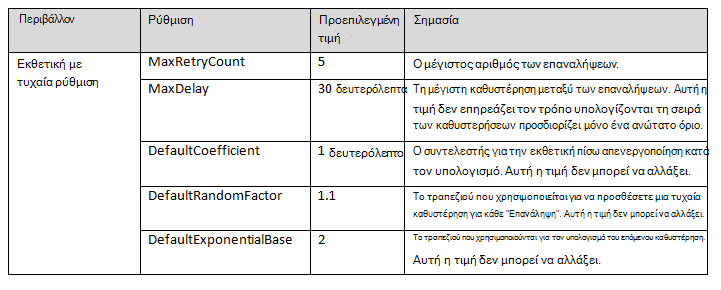 Περιβάλλον
Ρύθμιση
Προεπιλεγμένη
τιμή
Σημασία
Εκθετική με
τυχαία ρύθμιση
MaxRetryCount
5
Ο μέγιστος αριθμός των επαναλήψεων.
MaxDelay
30 δευτερόλεπτα
Τη μέγιστη καθυστέρηση μεταξύ των επαναλήψεων. Αυτή η
τιμή δεν επηρεάζει τον τρόπο υπολογίζονται τη σειρά
των καθυστερήσεων προσδιορίζει μόνο ένα ανώτατο όριο.
DefaultCoefficient
1 δευτερόλεπτο
Ο συντελεστής για την εκθετική πίσω απενεργοποίηση κατά
τον υπολογισμό. Αυτή η τιμή δεν μπορεί να αλλάξει.
DefaultRandomFactor
1.1
Το τραπεζιού που χρησιμοποιείται για να προσθέσετε μια τυχαία
καθυστέρηση για κάθε "Επανάληψη". Αυτή η τιμή δεν μπορεί να αλλάξει.
DefaultExponentialBase
2
Το τραπεζιού που χρησιμοποιούνται για τον υπολογισμό του επόμενου καθυστέρηση.
Αυτή η τιμή δεν μπορεί να αλλάξει.